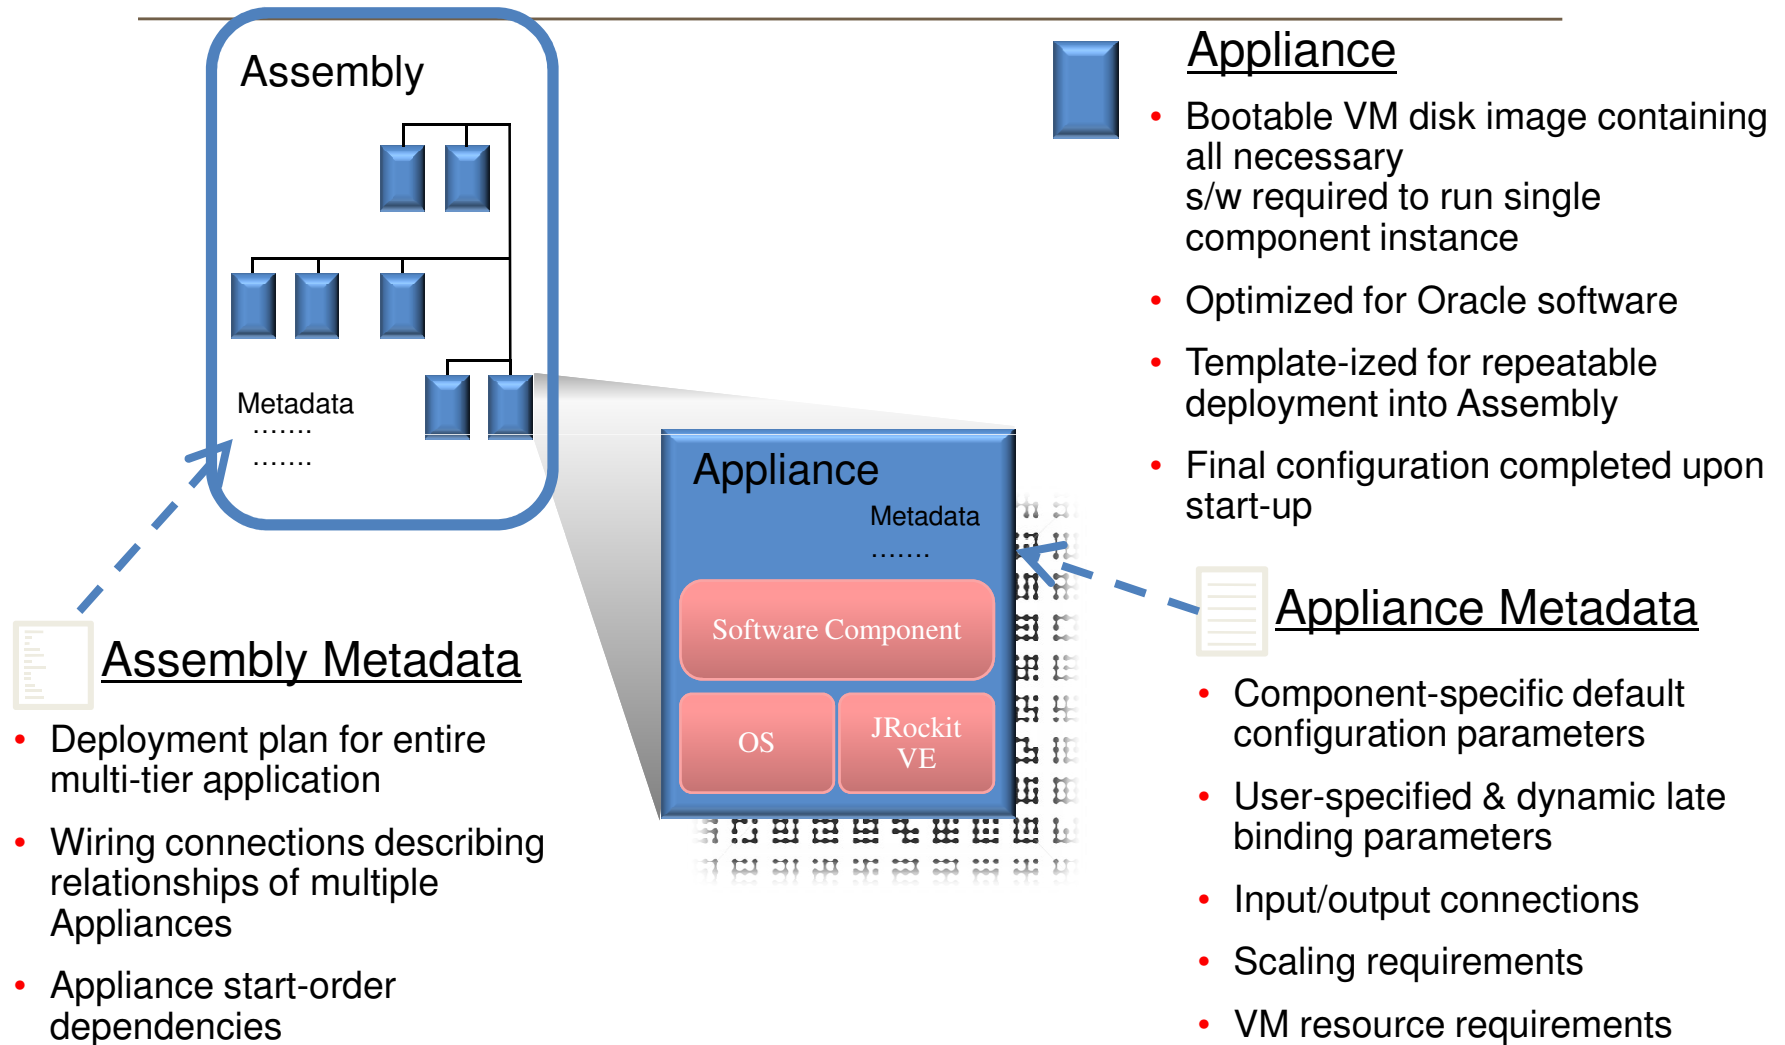 Assembly
Metadata
.......
.......
Appliance
Metadata
.......
Software Component
OS
JRockit
VE
Appliance
• Bootable VM disk image containing
all necessary
s/w required to run single
component instance
• Optimized for Oracle software
• Template-ized for repeatable
deployment into Assembly
• Final configuration completed upon
start-up
Assembly Metadata
• Deployment plan for entire
multi-tier application
• Wiring connections describing
relationships of multiple
Appliances
• Appliance start-order
dependencies
Appliance Metadata
• Component-specific default
configuration parameters
• User-specified & dynamic late
binding parameters
• Input/output connections
• Scaling requirements
• VM resource requirements